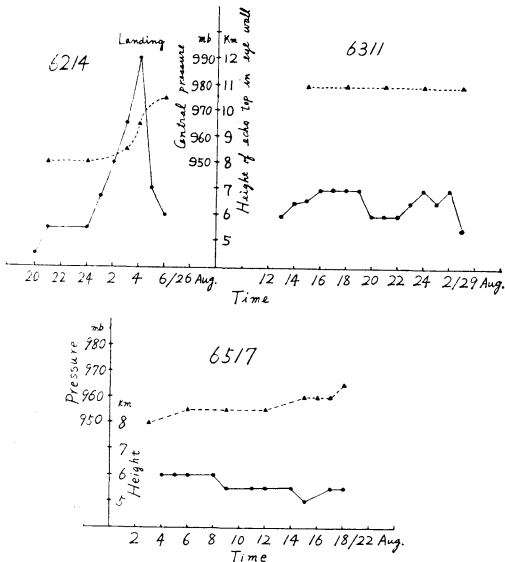 Landing
6214
6311
mb Km
990 12
980 11
970 10
960 9
950 8
7
6
5
Central pressure
Height of echo top in eye wall
20 22 24 2 4 6/26 Aug.
12 14 16 18 20 22 24 2/29 Aug.
Time
6517
mb
980
970
960 Km
950 8
7
6
5
Pressure
Height
2 4 6 8 10 12 14 16 18/22 Aug.
Time